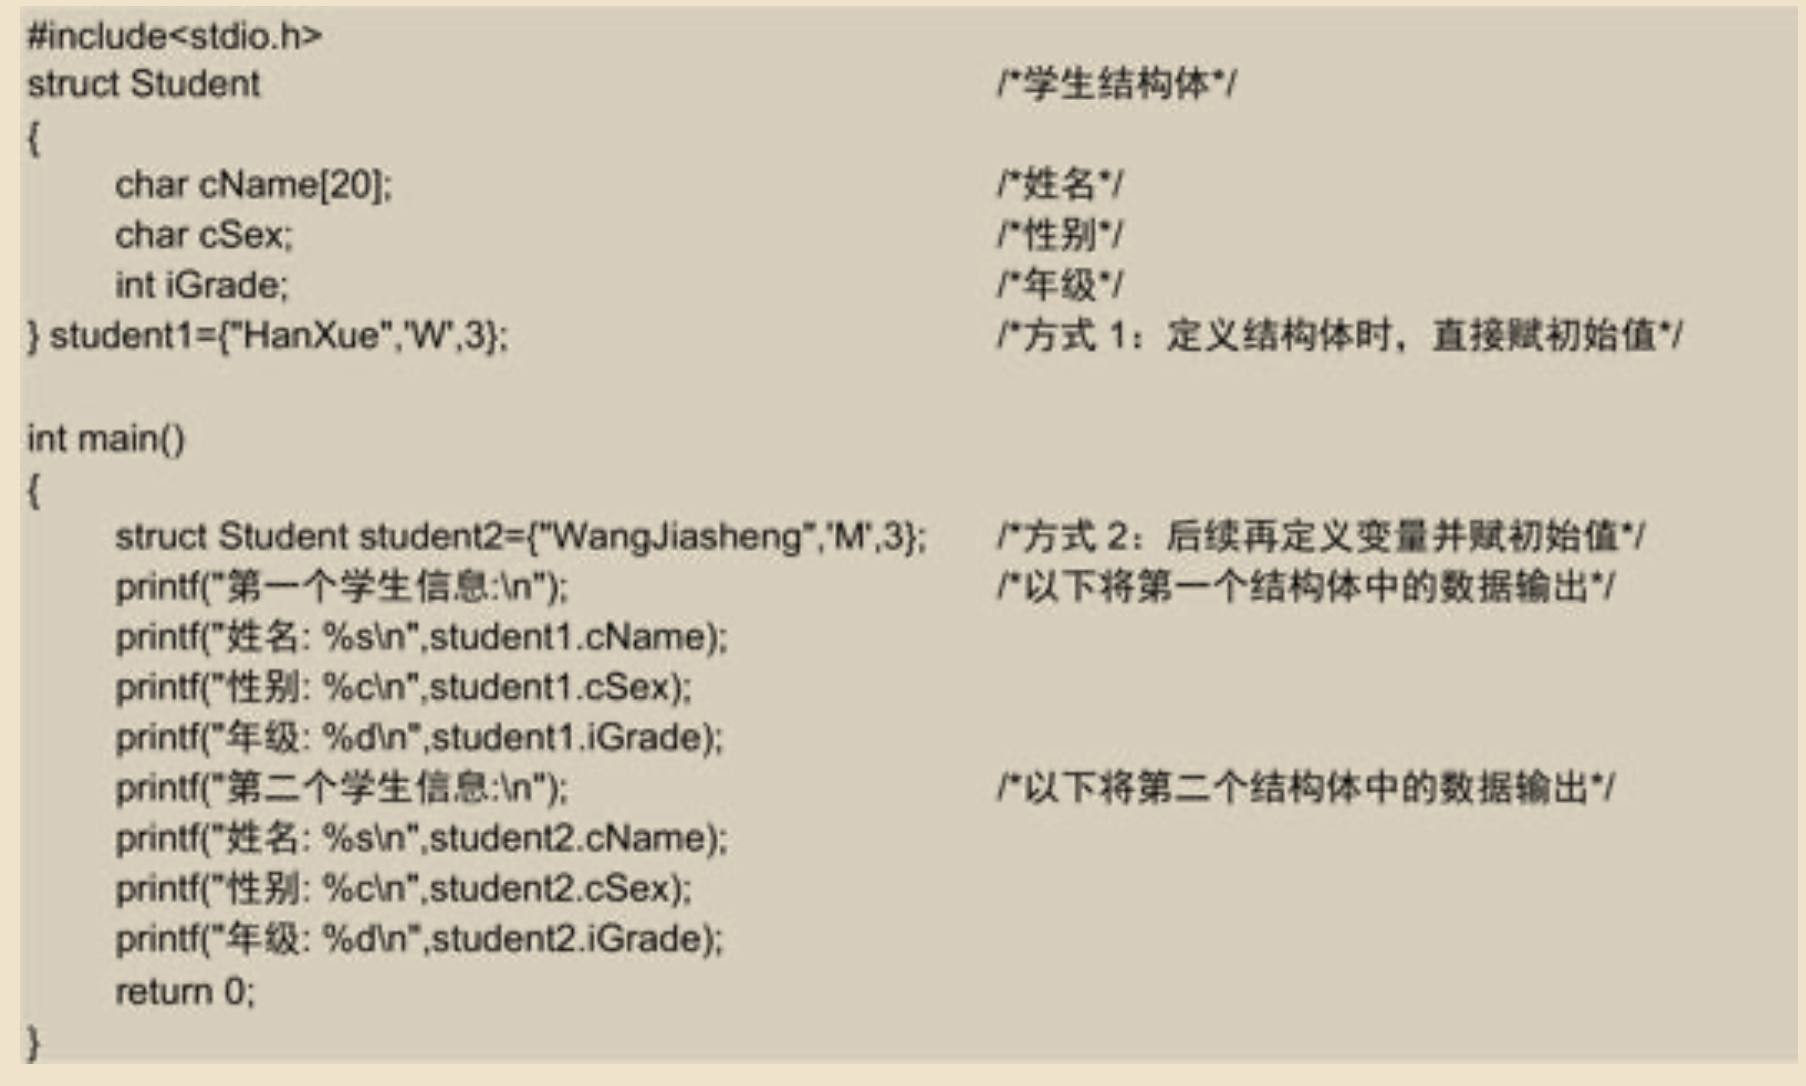 #include<stdio.h>
struct Student /*学生结构体*/
{
char cName[20]; /*姓名*/
char cSex; /*性别*/
int iGrade; /*年级*/
} student1={"HanXue",'W',3}; /*方式 1：定义结构体时，直接赋初始值*/
int main()
{
struct Student student2={"WangJiasheng",'M',3}; /*方式 2：后续再定义变量并赋初始值*/
printf("第一个学生信息:\n"); /*以下将第一个结构体中的数据输出*/
printf("姓名: %s\n",student1.cName);
printf("性别: %c\n",student1.cSex);
printf("年级: %d\n",student1.iGrade);
printf("第二个学生信息:\n"); /*以下将第二个结构体中的数据输出*/
printf("姓名: %s\n",student2.cName);
printf("性别: %c\n",student2.cSex);
printf("年级: %d\n",student2.iGrade);
return 0;
}